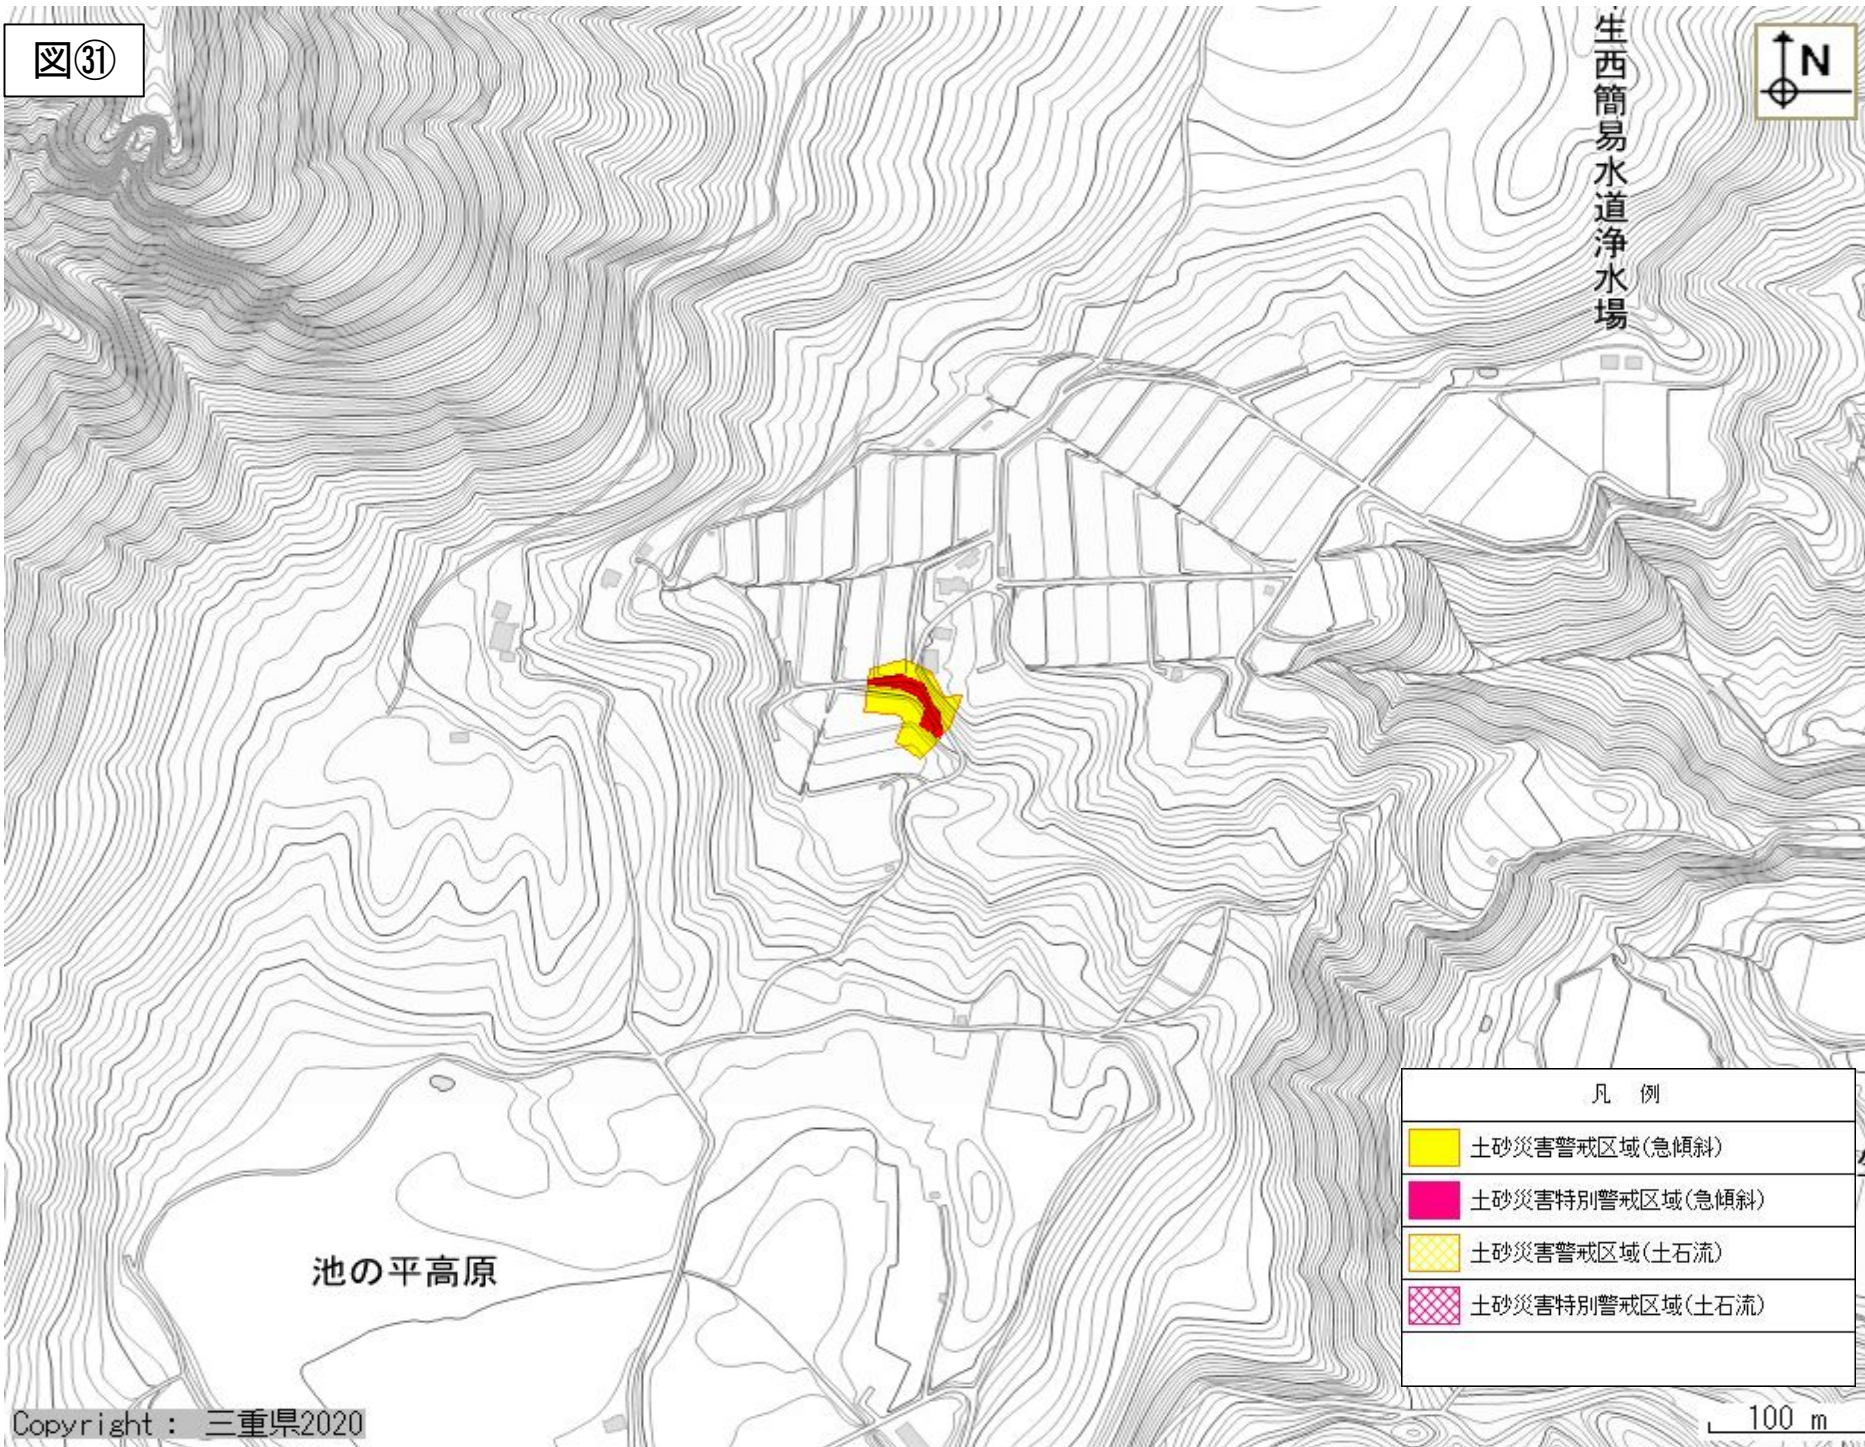 図㉛
生西簡易水道浄水場
N
凡 例
土砂災害警戒区域(急傾斜)
土砂災害特別警戒区域(急傾斜)
土砂災害警戒区域(土石流)
土砂災害特別警戒区域(土石流)
池の平高原
Copyright : 三重県2020
100 m